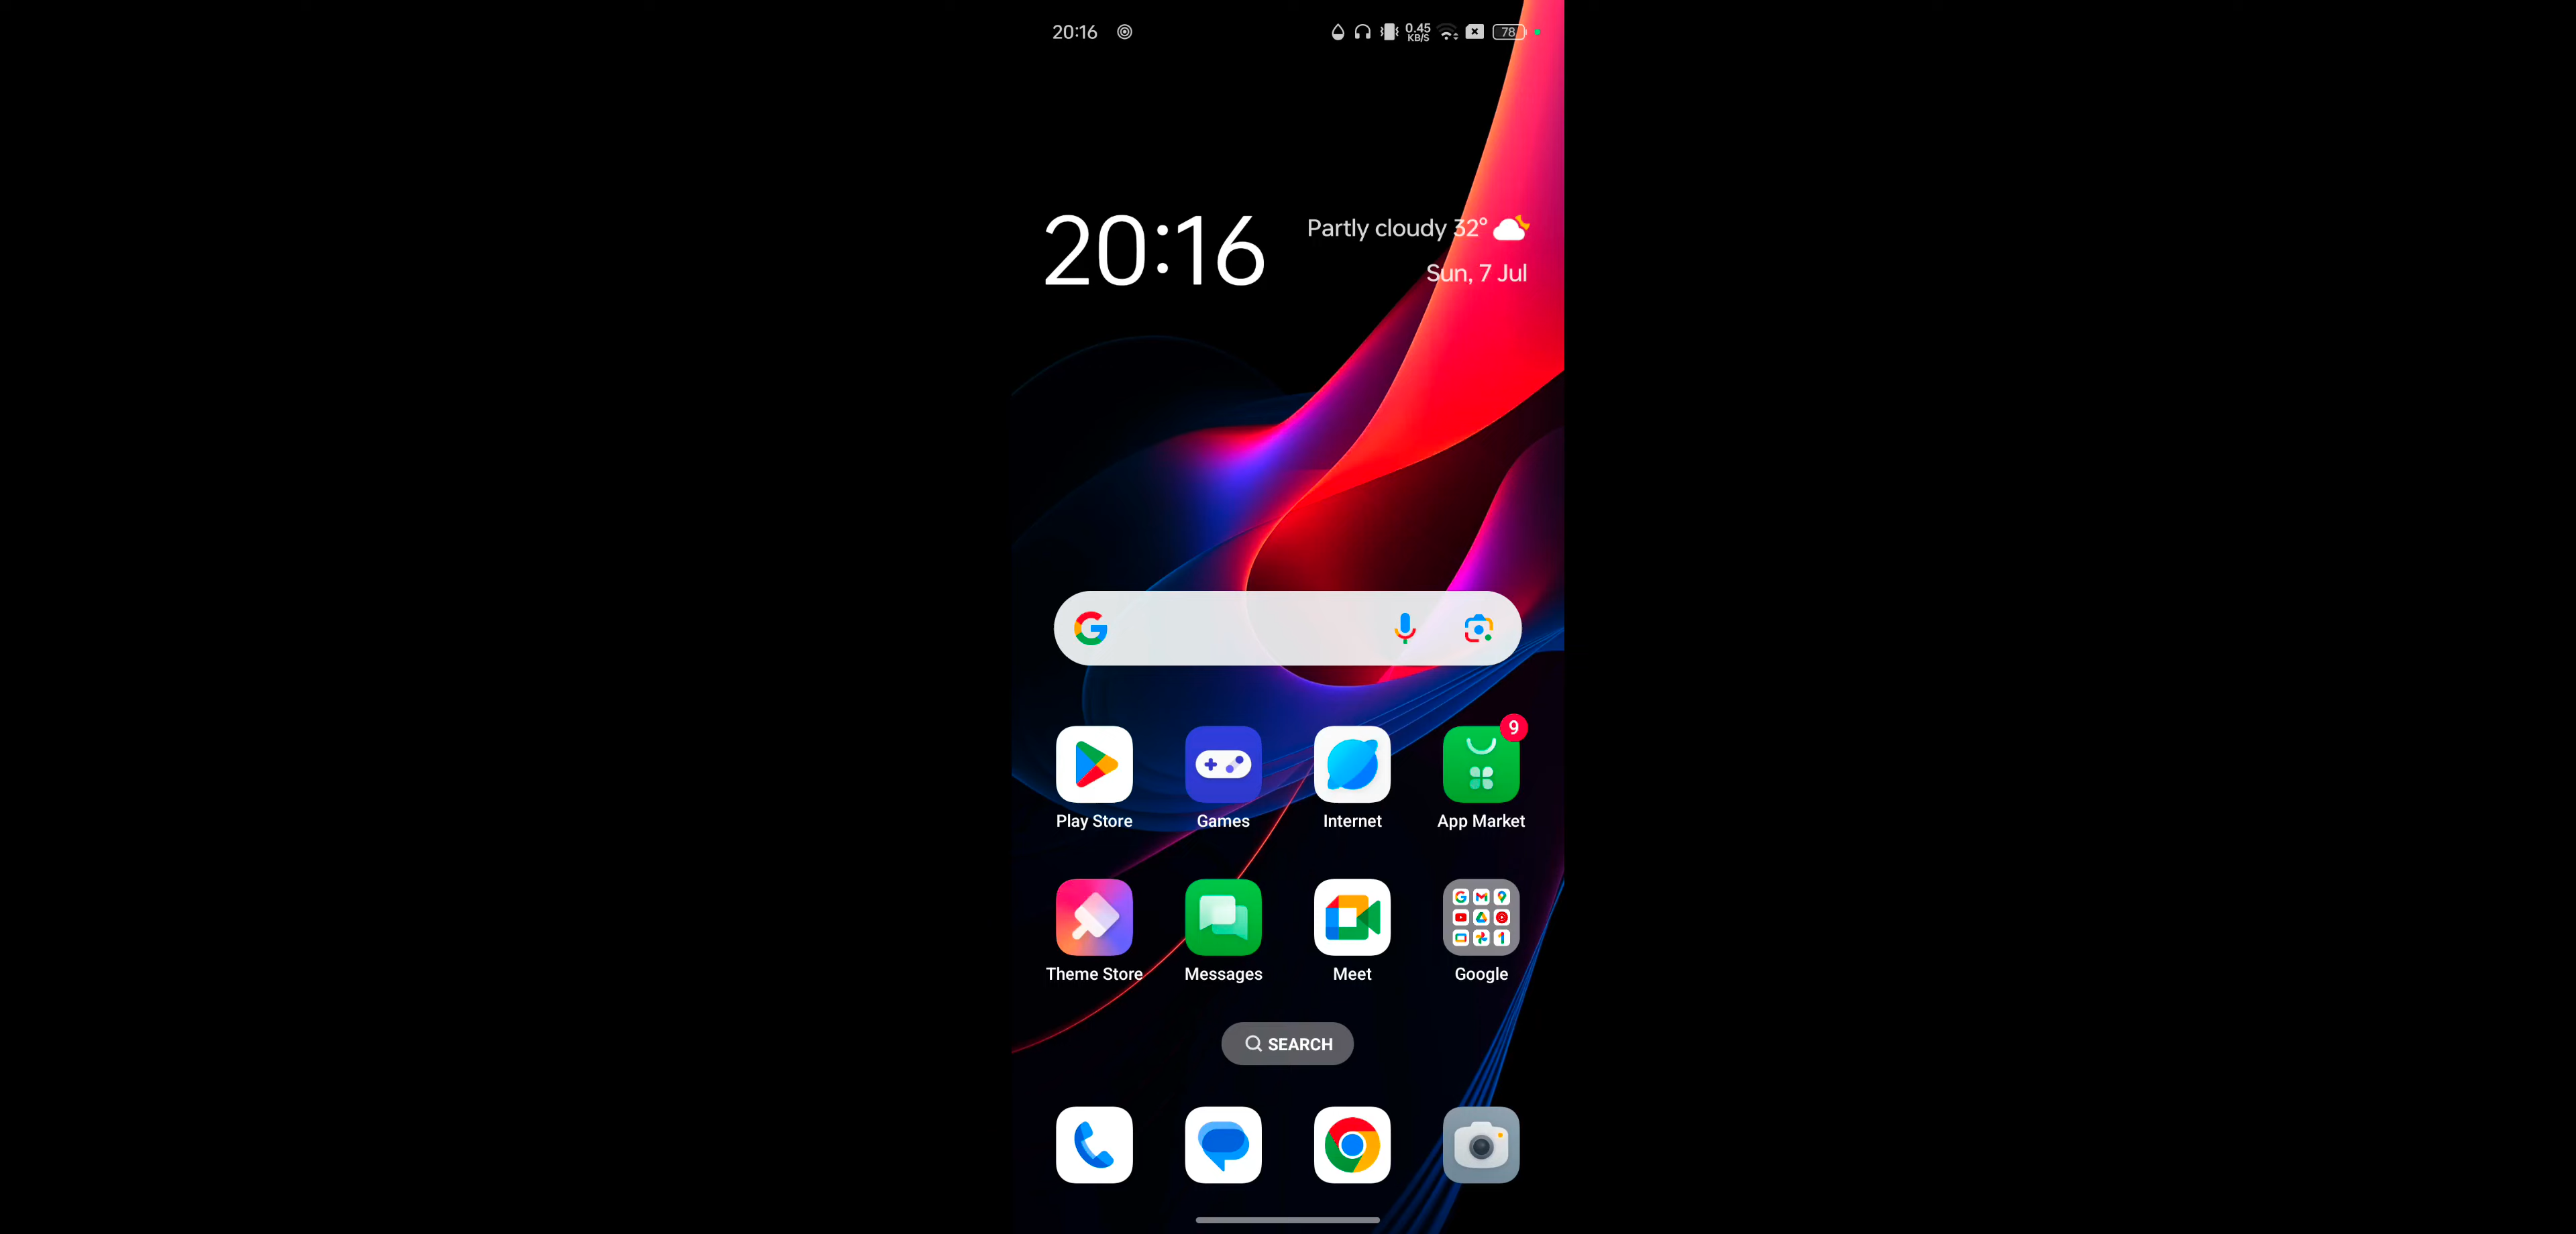 20:16
0.45
KB/S
78
20:16
Partly cloudy 32°
Sun, 7 Jul
9
Play Store
Games
Internet
App Market
Theme Store
Messages
Meet
Google
SEARCH